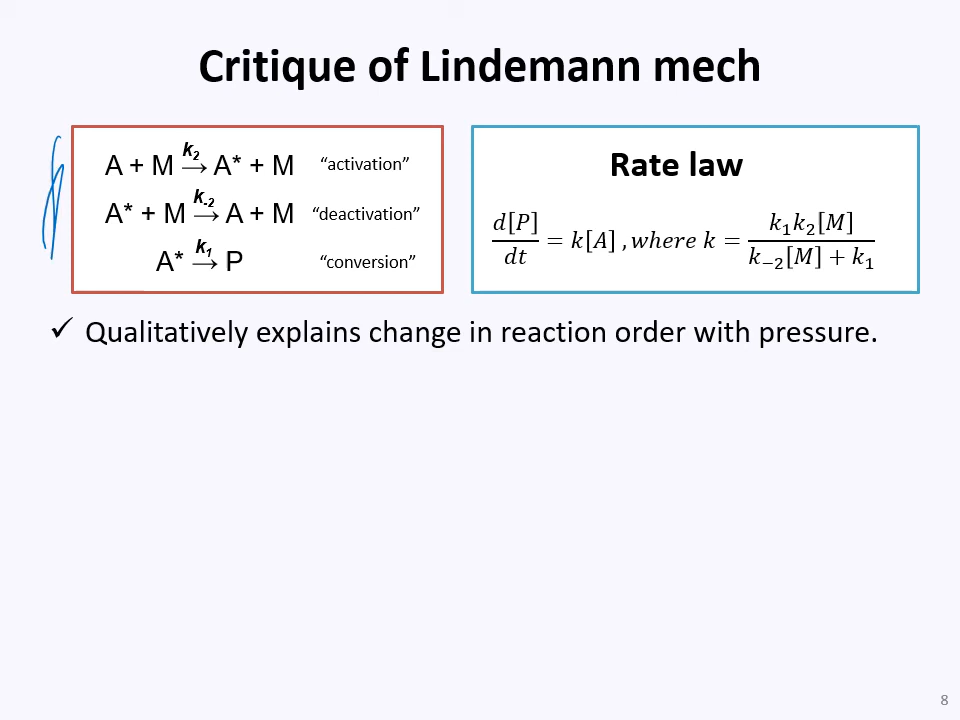 Critique of Lindemann mech
A + M k₂ → A* + M "activation"
A* + M k₋₂ → A + M "deactivation"
A* k₁ → P "conversion"
Rate law
d[P]/dt = k[A] , where k = k₁k₂[M] / k₋₂[M] + k₁
✓ Qualitatively explains change in reaction order with pressure.
8